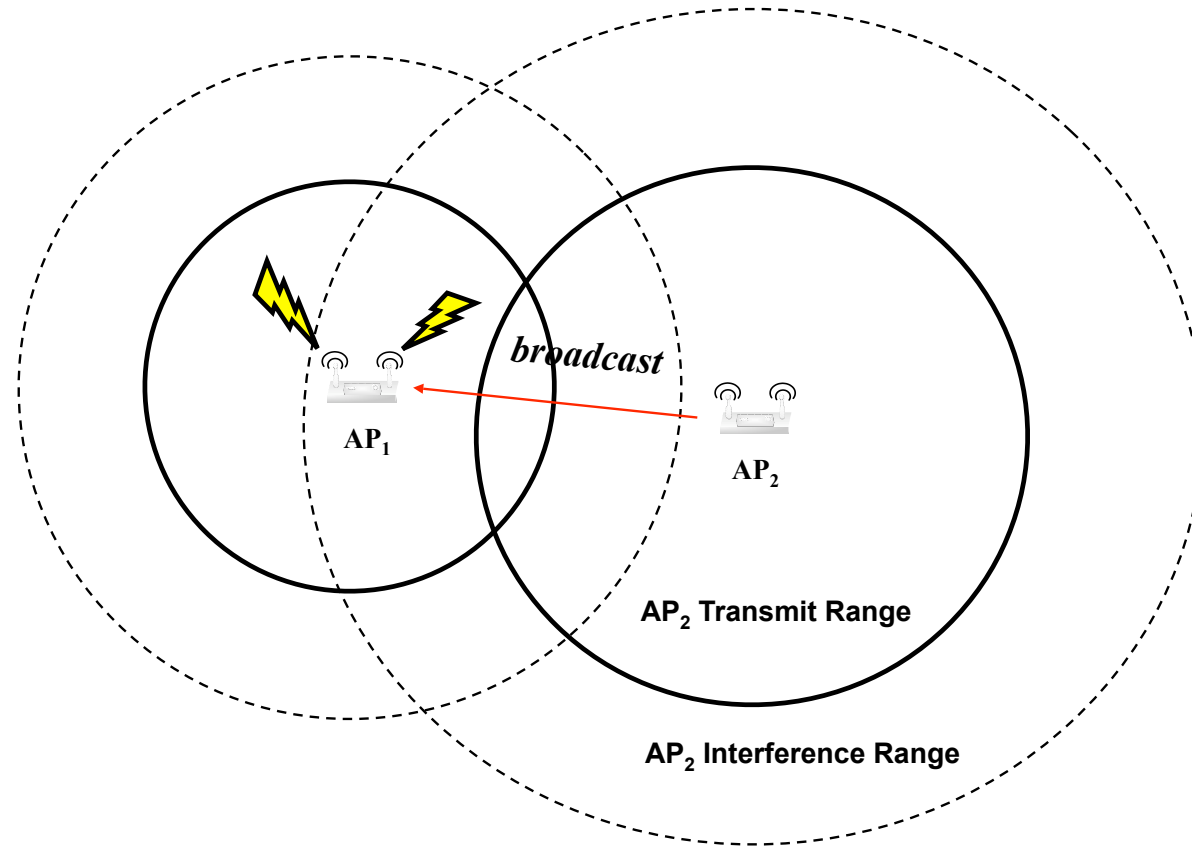 broadcast
AP₁
AP₂
AP₂ Transmit Range
AP₂ Interference Range